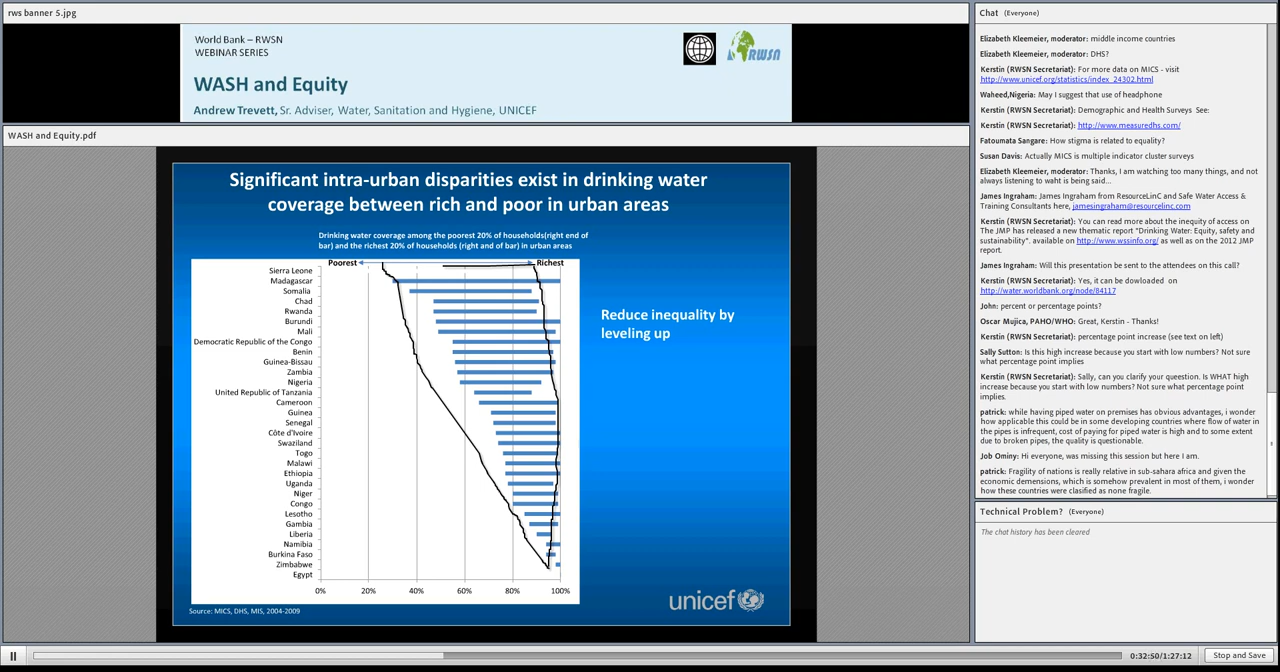 rws banner 5.jpg
World Bank – RWSN
WEBINAR SERIES
RWSN
WASH and Equity
Andrew Trevett, Sr. Adviser, Water, Sanitation and Hygiene, UNICEF
WASH and Equity.pdf
Significant intra-urban disparities exist in drinking water
coverage between rich and poor in urban areas
Drinking water coverage among the poorest 20% of households(right end of
bar) and the richest 20% of households (right and of bar) in urban areas
Poorest
Richest
Sierra Leone
Madagascar
Somalia
Chad
Rwanda
Burundi
Mali
Democratic Republic of the Congo
Benin
Guinea-Bissau
Zambia
Nigeria
United Republic of Tanzania
Cameroon
Guinea
Senegal
Côte d'Ivoire
Swaziland
Togo
Malawi
Ethiopia
Uganda
Niger
Congo
Lesotho
Gambia
Liberia
Namibia
Burkina Faso
Zimbabwe
Egypt
0% 20% 40% 60% 80% 100%
Reduce inequality by
leveling up
Source: MICS, DHS, MIS, 2004-2009
unicef
Chat (Everyone)
Elizabeth Kleemeier, moderator: middle income countries
Elizabeth Kleemeier, moderator: DHS?
Kerstin (RWSN Secretariat): For more data on MICS - visit
http://www.unicef.org/statistics/index_24302.html
Waheed,Nigeria: May I suggest that use of headphone
Kerstin (RWSN Secretariat): Demographic and Health Surveys See:
Kerstin (RWSN Secretariat): http://www.measuredhs.com/
Fatoumata Sangare: How stigma is related to equality?
Susan Davis: Actually MICS is multiple indicator cluster surveys
Elizabeth Kleemeier, moderator: Thanks, I am watching too many things, and not
always listening to waht is being said...
James Ingraham: James Ingraham from ResourceLinC and Safe Water Access &
Training Consultants here, jamesingraham@resourcelinc.com
Kerstin (RWSN Secretariat): You can read more about the inequity of access on
The JMP has released a new thematic report "Drinking Water: Equity, safety and
sustainability". available on http://www.wssinfo.org/ as well as on the 2012 JMP
report.
James Ingraham: Will this presentation be sent to the attendees on this call?
Kerstin (RWSN Secretariat): Yes, it can be dowloaded on
http://water.worldbank.org/node/84117
John: percent or percentage points?
Oscar Mujica, PAHO/WHO: Great, Kerstin - Thanks!
Kerstin (RWSN Secretariat): percentage point increase (see text on left)
Sally Sutton: Is this high increase because you start with low numbers? Not sure
what percentage point implies
Kerstin (RWSN Secretariat): Sally, can you clarify your question. Is WHAT high
increase because you start with low numbers? Not sure what percentage point
implies.
patrick: while having piped water on premises has obvious advantages, i wonder
how applicable this could be in some developing countries where flow of water in
the pipes is infrequent, cost of paying for piped water is high and to some extent
due to broken pipes, the quality is questionable.
Job Ominy: Hi everyone, was missing this session but here I am.
patrick: Fragility of nations is really relative in sub-sahara africa and given the
economic demensions, which is somehow prevalent in most of them, i wonder
how these countries were clasified as none fragile.
Technical Problem? (Everyone)
The chat history has been cleared
0:32:50/1:27:12
Stop and Save